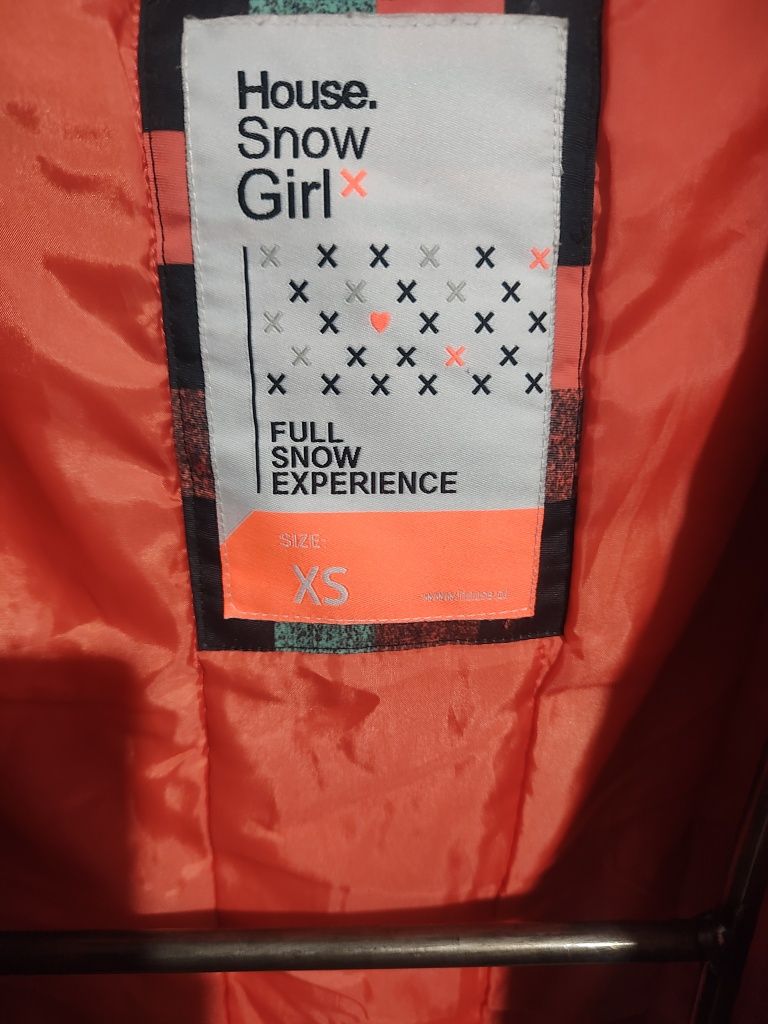 House.
Snow
Girl x
FULL
SNOW
EXPERIENCE
SIZE:
XS